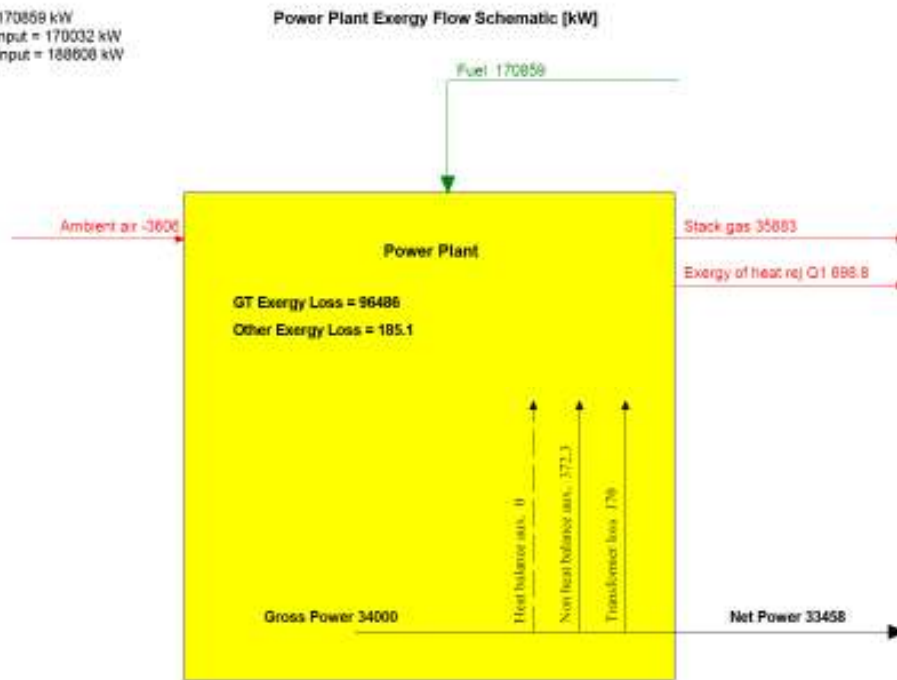 170859 kW
nput = 170032 kW
nput = 188608 kW
Power Plant Exergy Flow Schematic [kW]
Fuel 170859
Ambient air -3606
Stack gas 35883
Power Plant
Exergy of heat rej Q1 698.8
GT Exergy Loss = 96486
Other Exergy Loss = 185.1
Heat balance aux. 0
Non heat balance aux. 372.3
Transformer loss 170
Gross Power 34000
Net Power 33458